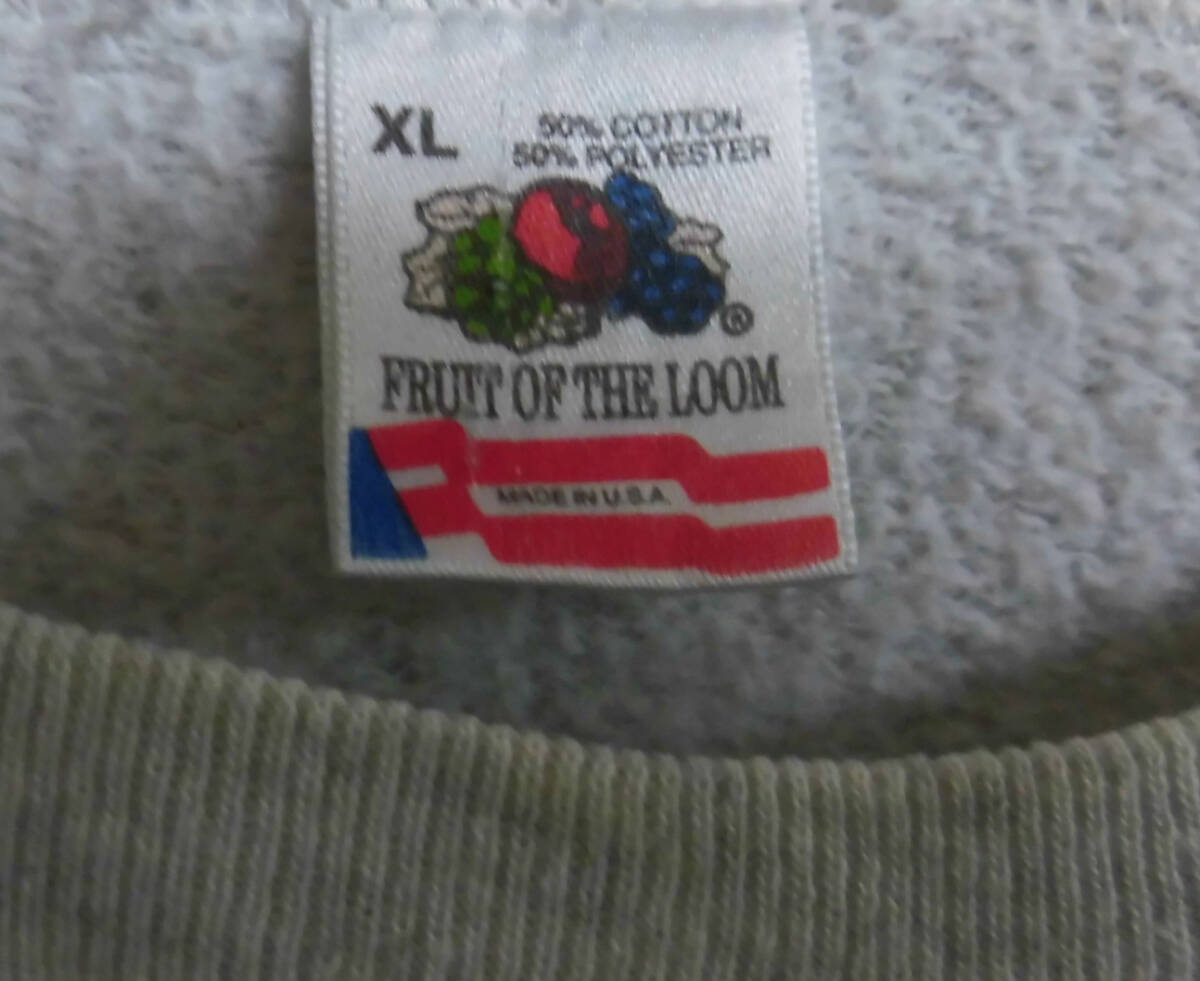 XL
50% COTTON
50% POLYESTER
®
FRUIT OF THE LOOM
MADE IN U.S.A.